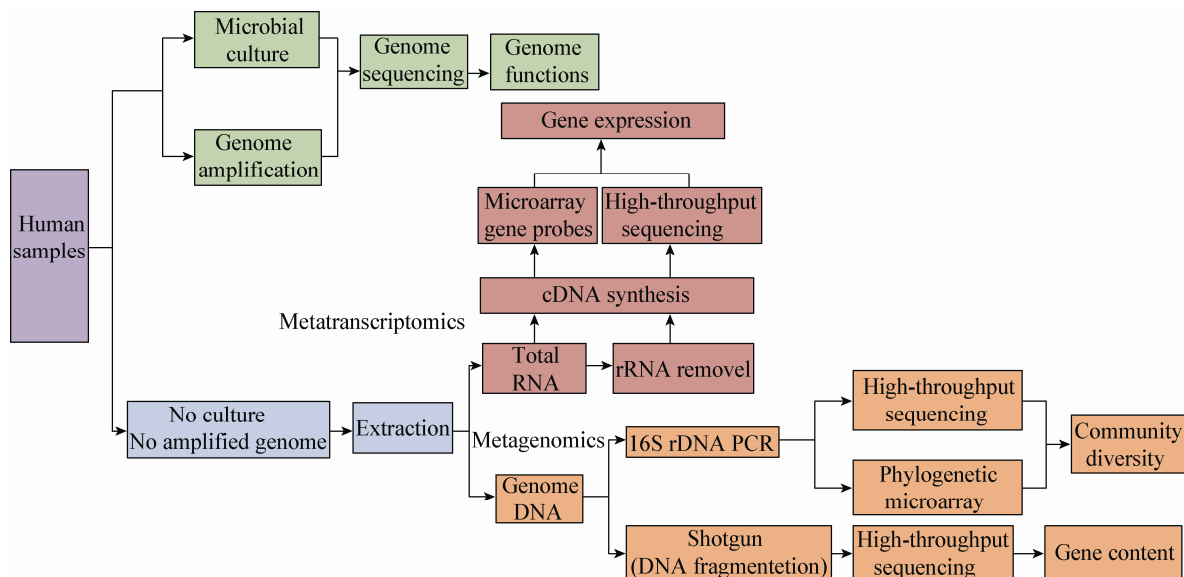 Microbial
culture
Genome
sequencing
Genome
functions
Genome
amplification
Gene expression
Human
samples
Microarray
gene probes
High-throughput
sequencing
cDNA synthesis
Metatranscriptomics
Total
RNA
rRNA removel
No culture
No amplified genome
Extraction
Metagenomics
Genome
DNA
16S rDNA PCR
High-throughput
sequencing
Phylogenetic
microarray
Community
diversity
Shotgun
(DNA fragmentetion)
High-throughput
sequencing
Gene content